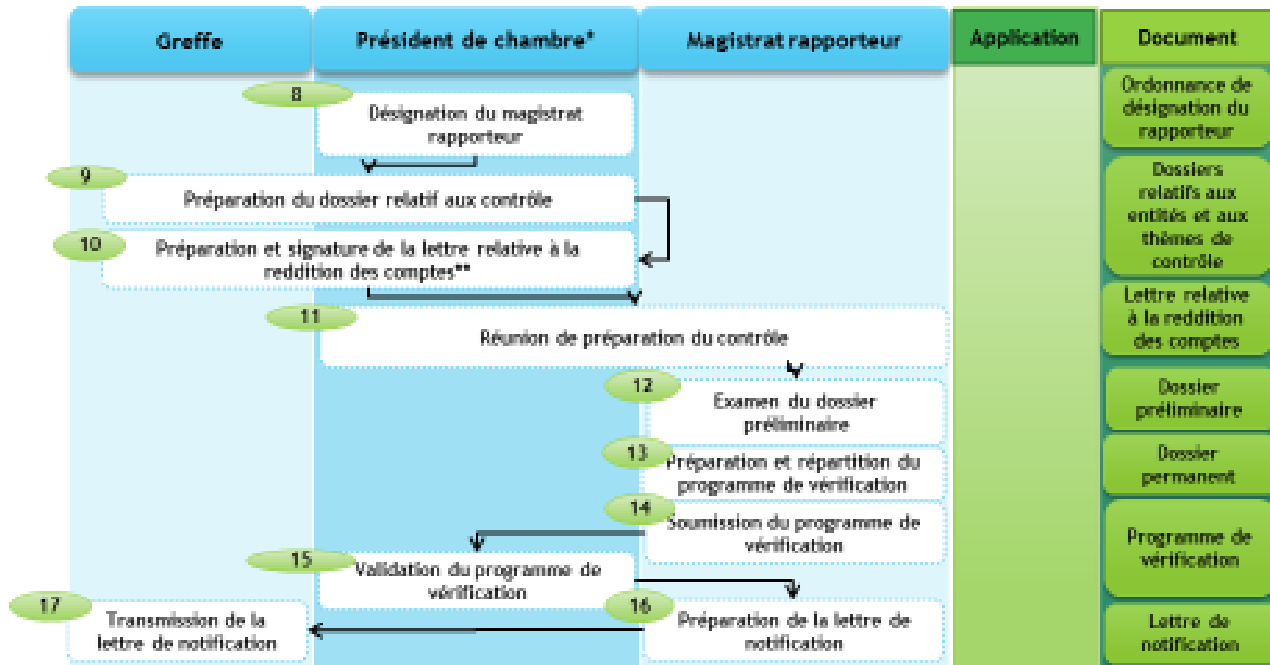 Greffe
Président de chambre*
Magistrat rapporteur
Application
Document
8
Désignation du magistrat
rapporteur
9
Préparation du dossier relatif aux contrôle
10
Préparation et signature de la lettre relative à la
reddition des comptes**
11
Réunion de préparation du contrôle
12
Examen du dossier
préliminaire
13
Préparation et répartition du
programme de vérification
14
Soumission du programme de
vérification
15
Validation du programme de
vérification
16
Préparation de la lettre de
notification
17
Transmission de la
lettre de notification
Ordonnance de
désignation du
rapporteur
Dossiers
relatifs aux
entités et aux
thèmes de
contrôle
Lettre relative
à la reddition
des comptes
Dossier
préliminaire
Dossier
permanent
Programme de
vérification
Lettre de
notification